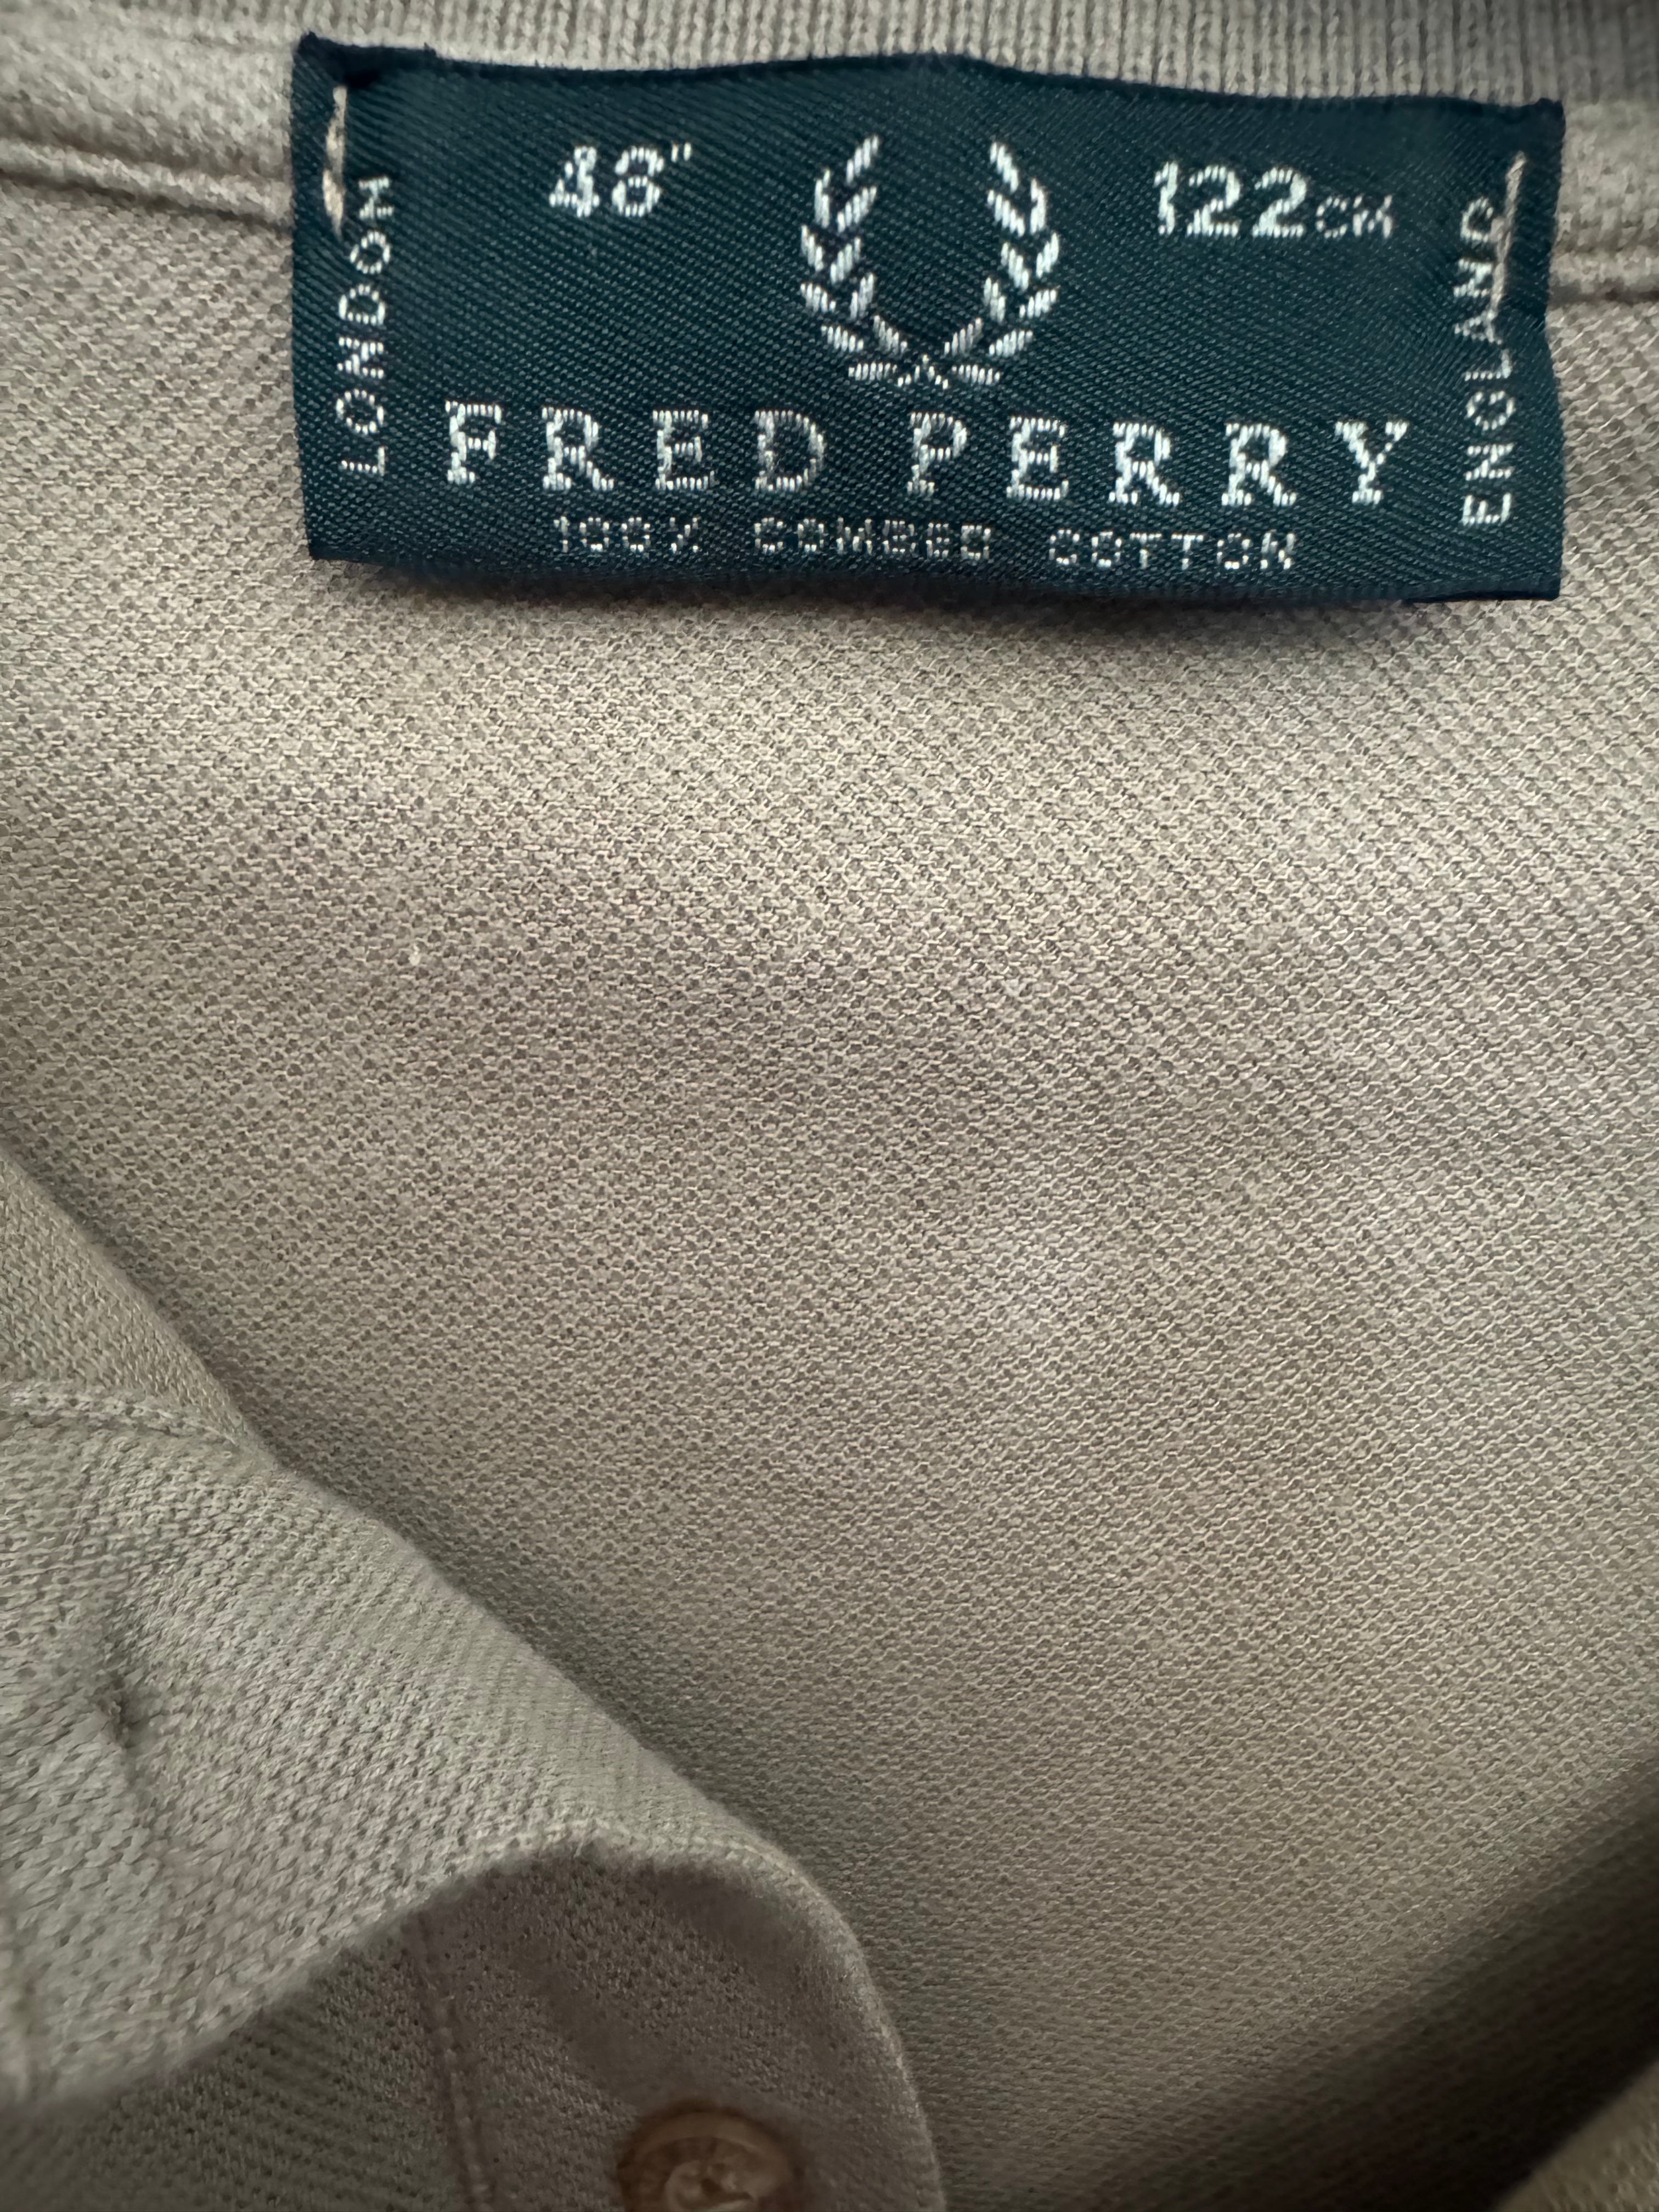 48" 122CM
LONDON
FRED PERRY
ENGLAND
100% COMBED COTTON